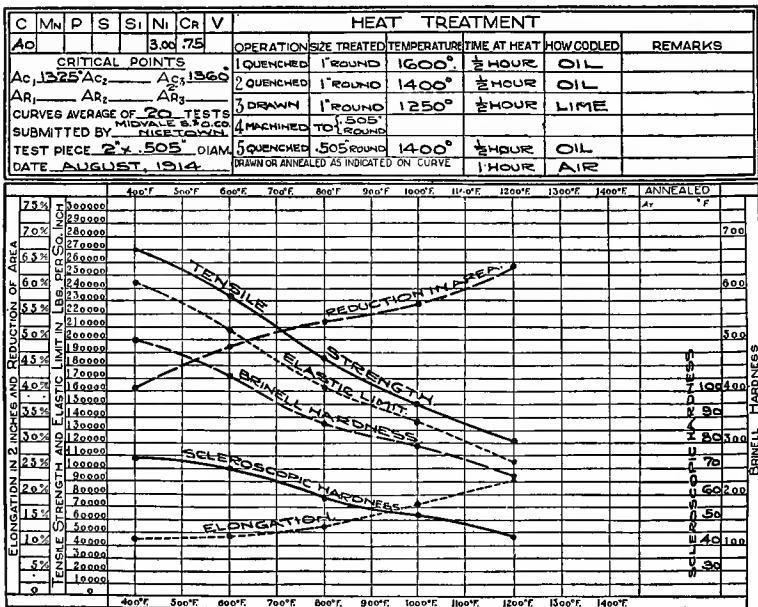 C Mn P S Si Ni Cr V HEAT TREATMENT
40 3.00 .75 OPERATION SIZE TREATED TEMPERATURE TIME AT HEAT HOW COOLED REMARKS
CRITICAL POINTS
Ac1 1325° Ac2 Ac3 1360°
Ar1 Ar2 Ar3
CURVES AVERAGE OF 20 TESTS
SUBMITTED BY MIDVALE S.&O.CO. NICETOWN
TEST PIECE 2"x .505" DIAM.
DATE AUGUST, 1914
1 QUENCHED 1" ROUND 1600° ½ HOUR OIL
2 QUENCHED 1" ROUND 1400° ½ HOUR OIL
3 DRAWN 1" ROUND 1250° ½ HOUR LIME
4 MACHINED TO .505" ROUND
5 QUENCHED .505" ROUND 1400° ½ HOUR OIL
DRAWN OR ANNEALED AS INDICATED ON CURVE 1 HOUR AIR
400°F. 500°F. 600°F. 700°F. 800°F. 900°F. 1000°F. 1100°F. 1200°F. 1300°F. 1400°F. ANNEALED
AT °F
ELONGATION IN 2 INCHES AND REDUCTION OF AREA
75%
70%
65%
60%
55%
50%
45%
40%
35%
30%
25%
20%
15%
10%
5%
0
TENSILE STRENGTH AND ELASTIC LIMIT IN LBS. PER SQ. INCH
300000
290000
280000
270000
260000
250000
240000
230000
220000
210000
200000
190000
180000
170000
160000
150000
140000
130000
120000
110000
100000
90000
80000
70000
60000
50000
40000
30000
20000
10000
0
TENSILE STRENGTH
REDUCTION IN AREA.
ELASTIC LIMIT
BRINELL HARDNESS
SCLEROSCOPIC HARDNESS
ELONGATION.
SCLEROSCOPIC HARDNESS
100
90
80
70
60
50
40
30
BRINELL HARDNESS
700
600
500
400
300
200
100
400°F. 500°F. 600°F. 700°F. 800°F. 900°F. 1000°F. 1100°F. 1200°F. 1300°F. 1400°F.